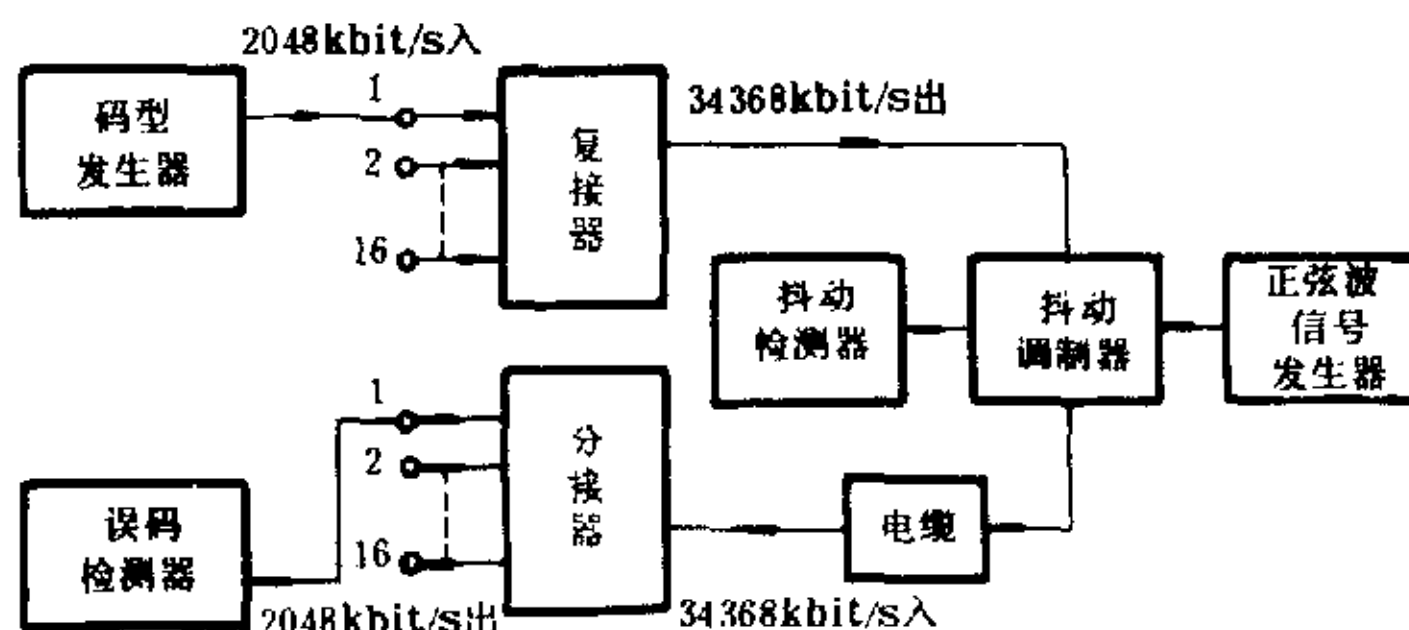 2048kbit/s入
码型
发生器
1
2
16
复
接
器
34368kbit/s出
抖动
检测器
抖动
调制器
正弦波
信号
发生器
误码
检测器
1
2
16
分
接
器
电缆
2048kbit/s出
34368kbit/s入